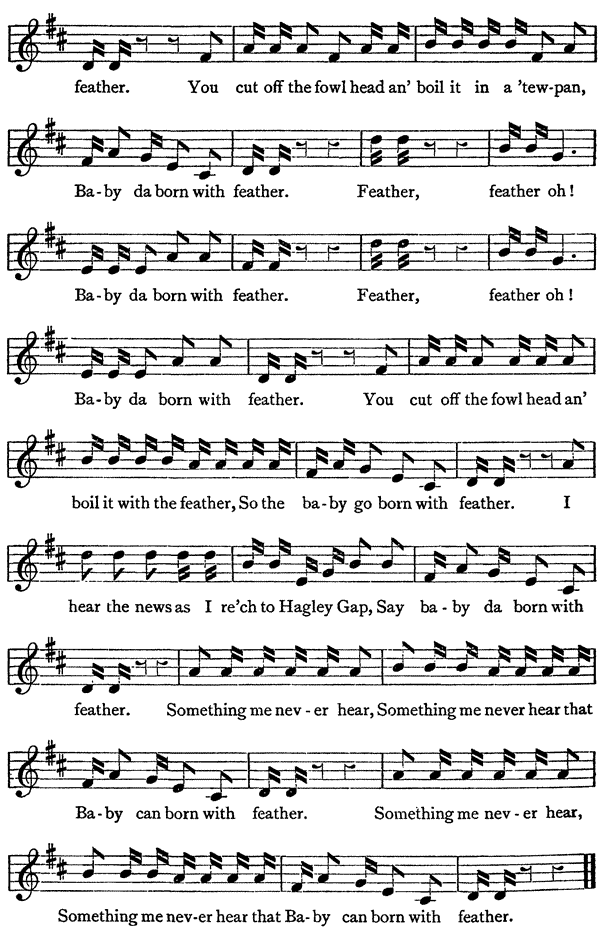 feather. You cut off the fowl head an' boil it in a 'tew-pan,
Ba-by da born with feather. Feather, feather oh!
Ba-by da born with feather. Feather, feather oh!
Ba-by da born with feather. You cut off the fowl head an'
boil it with the feather, So the ba-by go born with feather. I
hear the news as I re'ch to Hagley Gap, Say ba-by da born with
feather. Something me nev-er hear, Something me never hear that
Ba-by can born with feather. Something me nev-er hear,
Something me nev-er hear that Ba-by can born with feather.